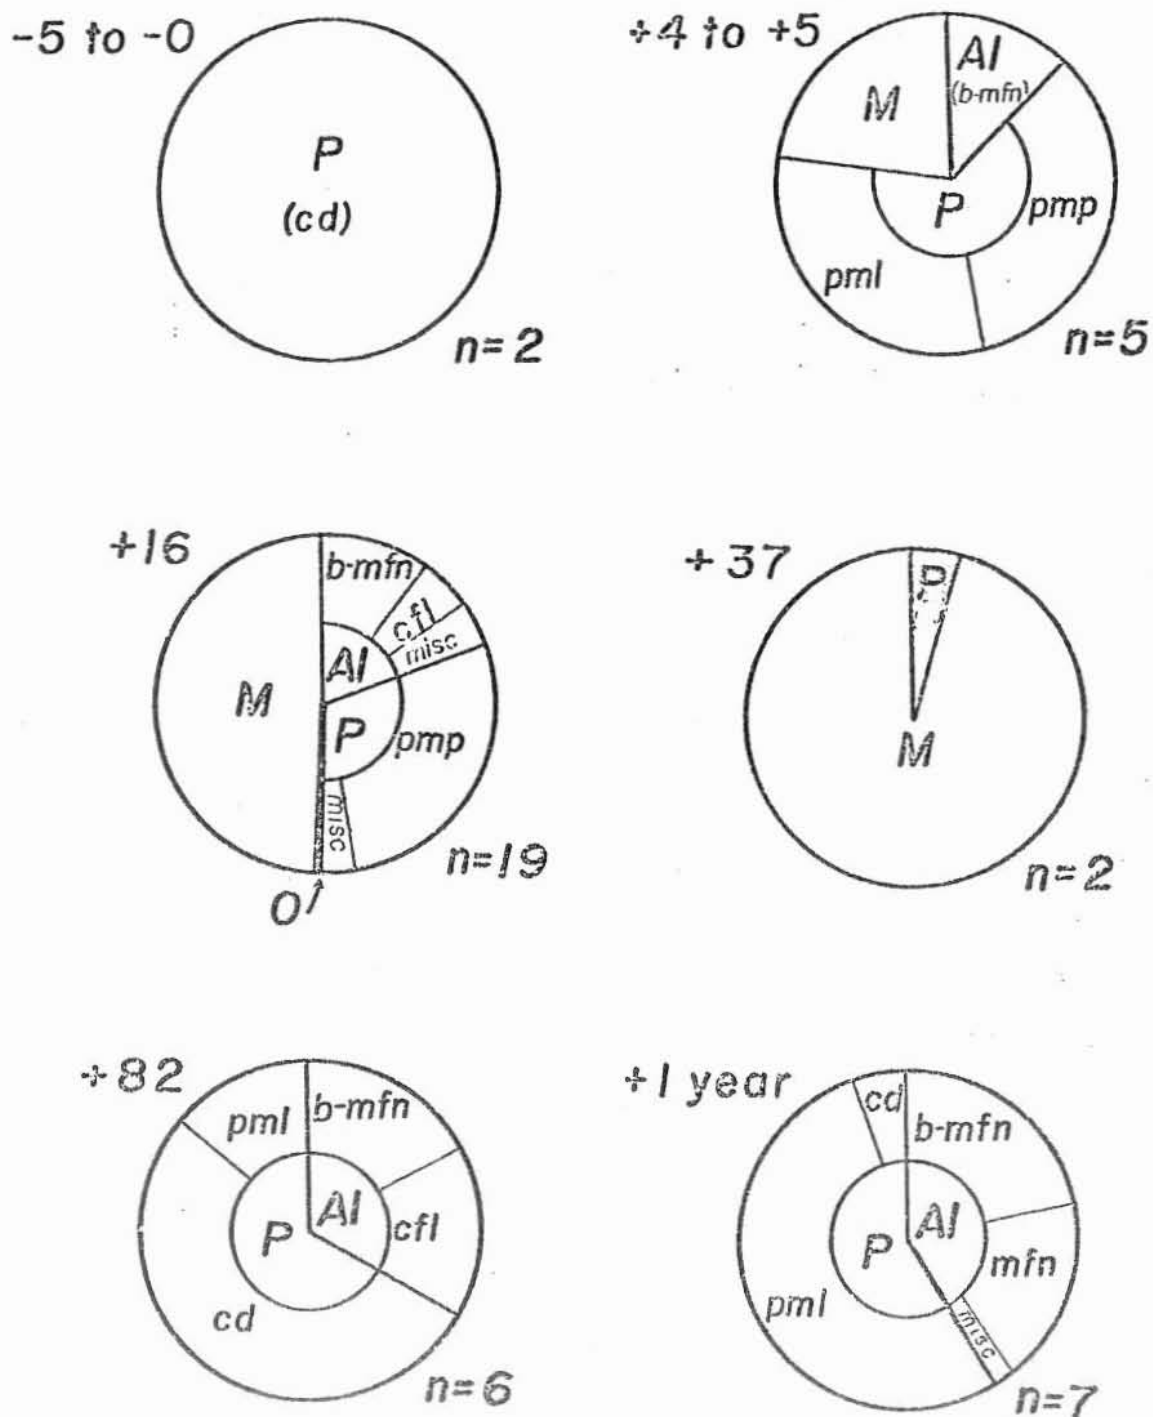 -5 to -0
P
(cd)
n=2
+4 to +5
M
Al
(b-mfn)
P
pmp
pml
n=5
+16
b-mfn
cfl
misc
Al
M
P
pmp
misc
n=19
O
+37
P
M
n=2
+82
pml
b-mfn
P
Al
cfl
cd
n=6
+1 year
cd
b-mfn
P
Al
mfn
pml
misc
n=7